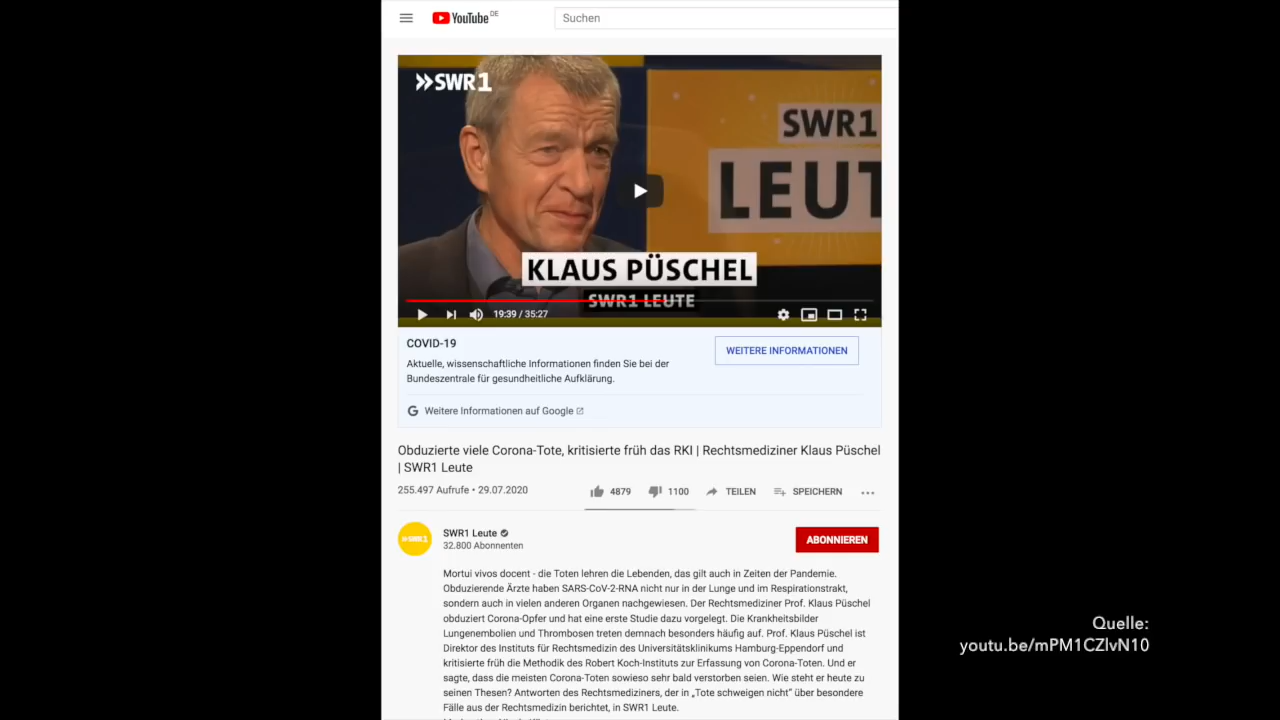 YouTube DE
Suchen
SWR1
SWR1
LEUT
KLAUS PÜSCHEL
SWR1 LEUTE
19:39 / 35:27
COVID-19
WEITERE INFORMATIONEN
Aktuelle, wissenschaftliche Informationen finden Sie bei der
Bundeszentrale für gesundheitliche Aufklärung.
G Weitere Informationen auf Google
Obduzierte viele Corona-Tote, kritisierte früh das RKI | Rechtsmediziner Klaus Püschel
| SWR1 Leute
255.497 Aufrufe • 29.07.2020
4879 1100 TEILEN SPEICHERN
SWR1
SWR1 Leute
32.800 Abonnenten
ABONNIEREN
Mortui vivos docent - die Toten lehren die Lebenden, das gilt auch in Zeiten der Pandemie.
Obduzierende Ärzte haben SARS-CoV-2-RNA nicht nur in der Lunge und im Respirationstrakt,
sondern auch in vielen anderen Organen nachgewiesen. Der Rechtsmediziner Prof. Klaus Püschel
obduziert Corona-Opfer und hat eine erste Studie dazu vorgelegt. Die Krankheitsbilder
Lungenembolien und Thrombosen treten demnach besonders häufig auf. Prof. Klaus Püschel ist
Direktor des Instituts für Rechtsmedizin des Universitätsklinikums Hamburg-Eppendorf und
kritisierte früh die Methodik des Robert Koch-Instituts zur Erfassung von Corona-Toten. Und er
sagte, dass die meisten Corona-Toten sowieso sehr bald verstorben seien. Wie steht er heute zu
seinen Thesen? Antworten des Rechtsmediziners, der in „Tote schweigen nicht" über besondere
Fälle aus der Rechtsmedizin berichtet, in SWR1 Leute.
Quelle:
youtu.be/mPM1CZlvN10